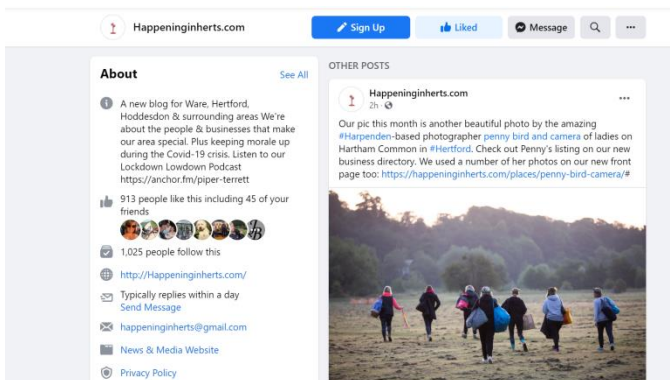 Happeninginherts.com
Sign Up
Liked
Message
About
See All
A new blog for Ware, Hertford,
Hoddesdon & surrounding areas We're
about the people & businesses that make
our area special. Plus keeping morale up
during the Covid-19 crisis. Listen to our
Lockdown Lowdown Podcast
https://anchor.fm/piper-terrett
913 people like this including 45 of your
friends
1,025 people follow this
http://Happeninginherts.com/
Typically replies within a day
Send Message
happeninginherts@gmail.com
News & Media Website
Privacy Policy
OTHER POSTS
Happeninginherts.com
2h ·
Our pic this month is another beautiful photo by the amazing
#Harpenden-based photographer penny bird and camera of ladies on
Hartham Common in #Hertford. Check out Penny's listing on our new
business directory. We used a number of her photos on our new front
page too: https://happeninginherts.com/places/penny-bird-camera/#